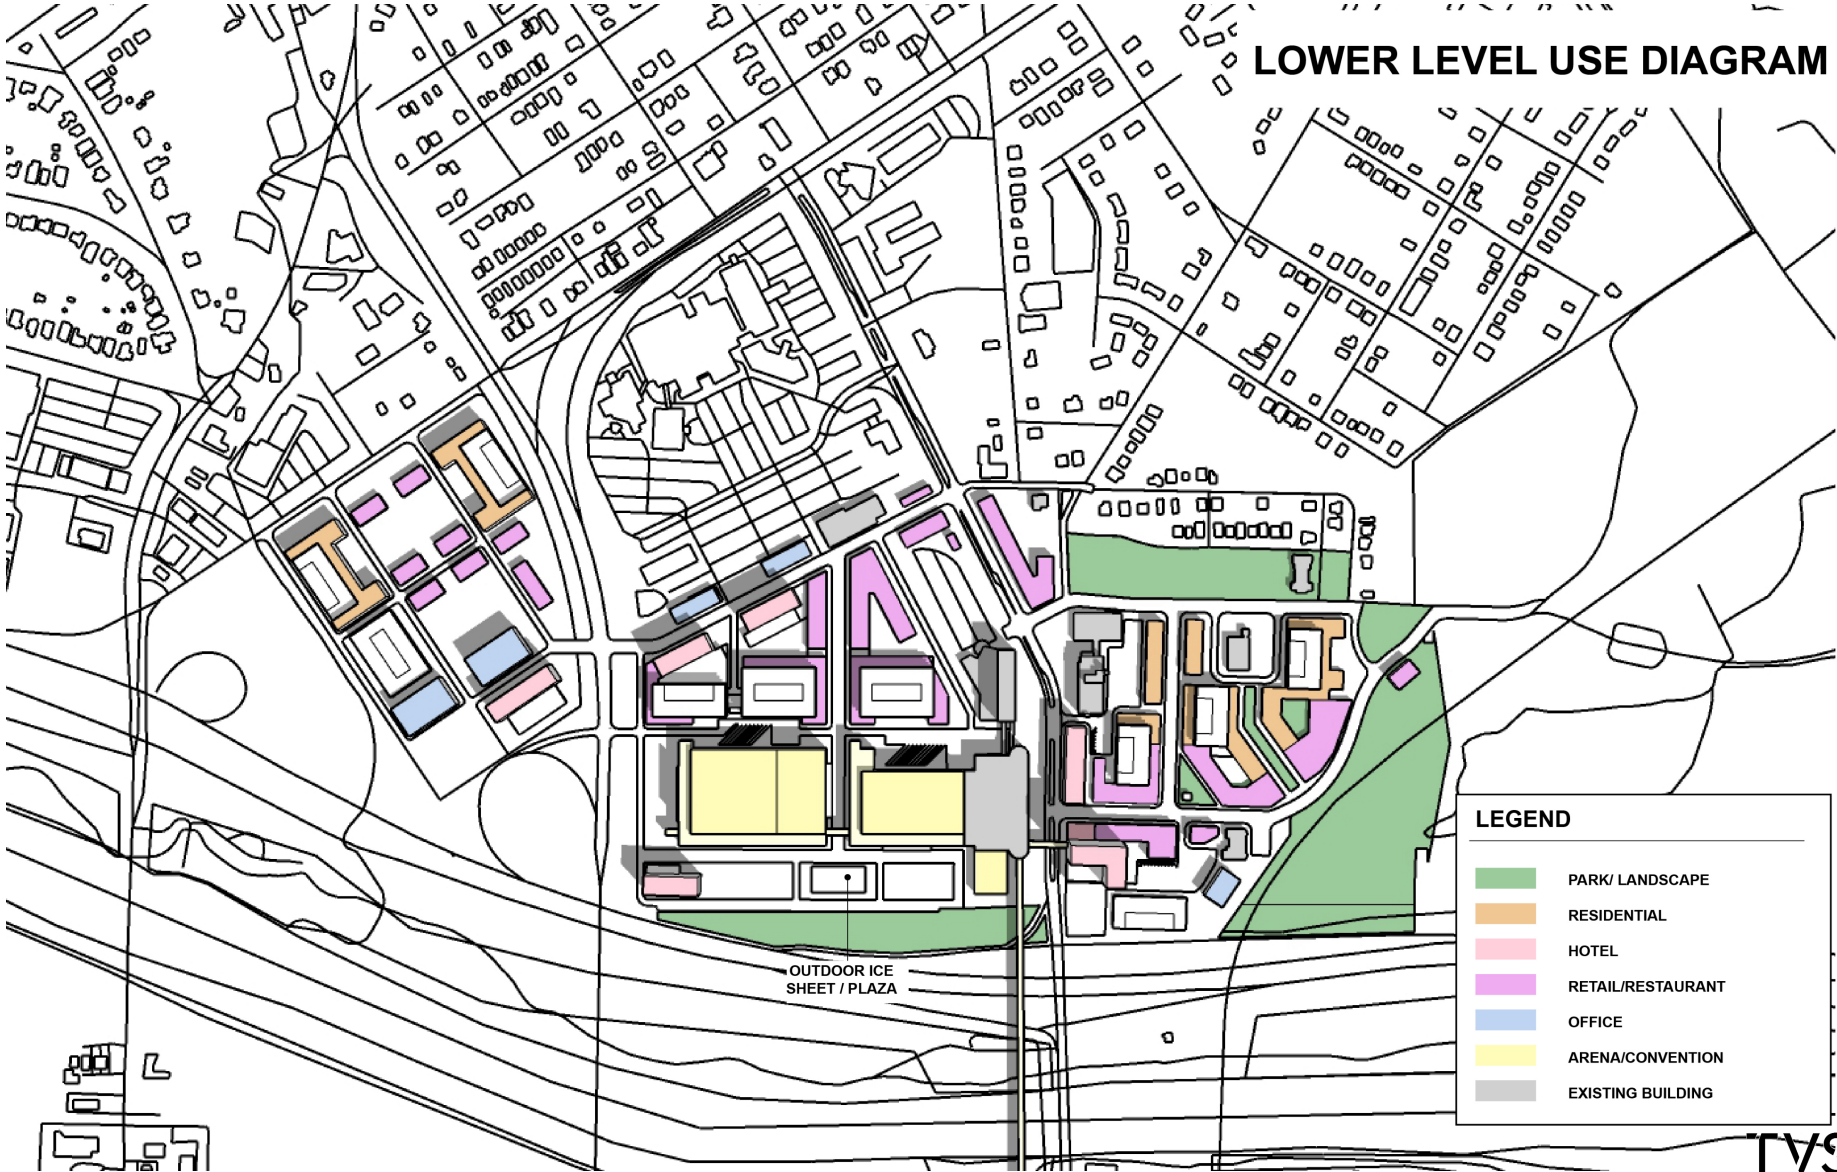 LOWER LEVEL USE DIAGRAM
OUTDOOR ICE
SHEET / PLAZA
LEGEND
PARK/ LANDSCAPE
RESIDENTIAL
HOTEL
RETAIL/RESTAURANT
OFFICE
ARENA/CONVENTION
EXISTING BUILDING